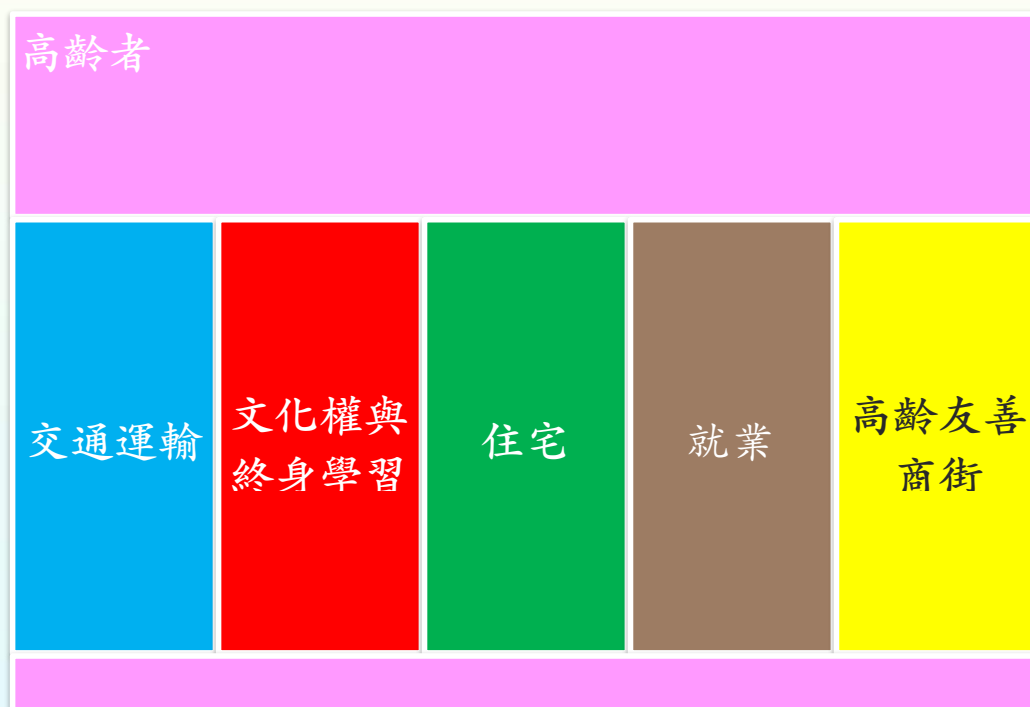 高齡者
交通運輸
文化權與
終身學習
住宅
就業
高齡友善
商街